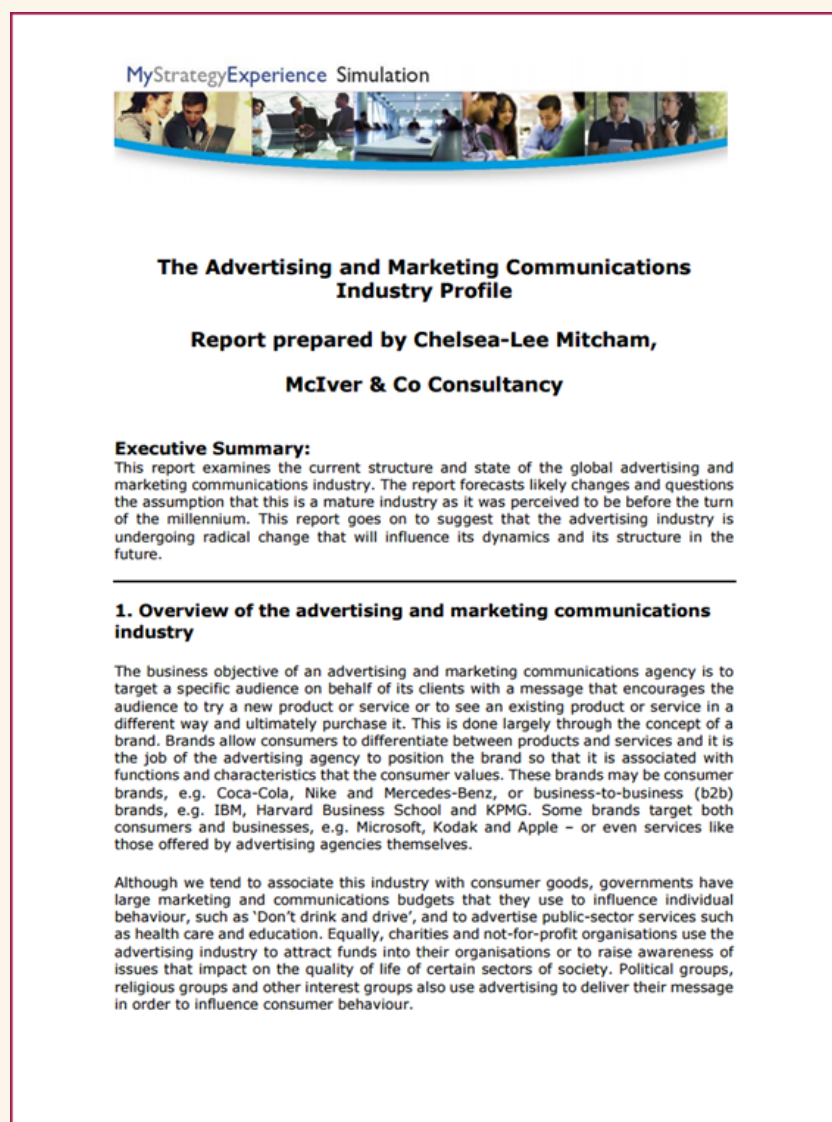 MyStrategyExperience Simulation
The Advertising and Marketing Communications
Industry Profile
Report prepared by Chelsea-Lee Mitcham,
McIver & Co Consultancy
Executive Summary:
This report examines the current structure and state of the global advertising and
marketing communications industry. The report forecasts likely changes and questions
the assumption that this is a mature industry as it was perceived to be before the turn
of the millennium. This report goes on to suggest that the advertising industry is
undergoing radical change that will influence its dynamics and its structure in the
future.
1. Overview of the advertising and marketing communications
industry
The business objective of an advertising and marketing communications agency is to
target a specific audience on behalf of its clients with a message that encourages the
audience to try a new product or service or to see an existing product or service in a
different way and ultimately purchase it. This is done largely through the concept of a
brand. Brands allow consumers to differentiate between products and services and it is
the job of the advertising agency to position the brand so that it is associated with
functions and characteristics that the consumer values. These brands may be consumer
brands, e.g. Coca-Cola, Nike and Mercedes-Benz, or business-to-business (b2b)
brands, e.g. IBM, Harvard Business School and KPMG. Some brands target both
consumers and businesses, e.g. Microsoft, Kodak and Apple – or even services like
those offered by advertising agencies themselves.
Although we tend to associate this industry with consumer goods, governments have
large marketing and communications budgets that they use to influence individual
behaviour, such as ‘Don’t drink and drive’, and to advertise public-sector services such
as health care and education. Equally, charities and not-for-profit organisations use the
advertising industry to attract funds into their organisations or to raise awareness of
issues that impact on the quality of life of certain sectors of society. Political groups,
religious groups and other interest groups also use advertising to deliver their message
in order to influence consumer behaviour.